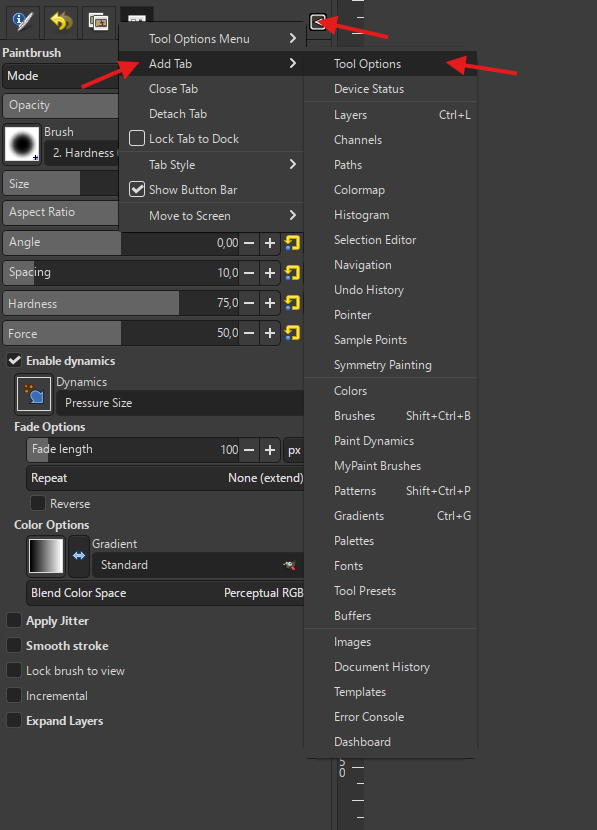 Paintbrush
Mode
Opacity
Brush
2. Hardness
Size
Aspect Ratio
Angle 0,00
Spacing 10,0
Hardness 75,0
Force 50,0
Enable dynamics
Dynamics
Pressure Size
Fade Options
Fade length 100 px
Repeat None (extend)
Reverse
Color Options
Gradient
Standard
Blend Color Space Perceptual RGB
Apply Jitter
Smooth stroke
Lock brush to view
Incremental
Expand Layers
Tool Options Menu
Add Tab
Close Tab
Detach Tab
Lock Tab to Dock
Tab Style
Show Button Bar
Move to Screen
Tool Options
Device Status
Layers Ctrl+L
Channels
Paths
Colormap
Histogram
Selection Editor
Navigation
Undo History
Pointer
Sample Points
Symmetry Painting
Colors
Brushes Shift+Ctrl+B
Paint Dynamics
MyPaint Brushes
Patterns Shift+Ctrl+P
Gradients Ctrl+G
Palettes
Fonts
Tool Presets
Buffers
Images
Document History
Templates
Error Console
Dashboard
5
0